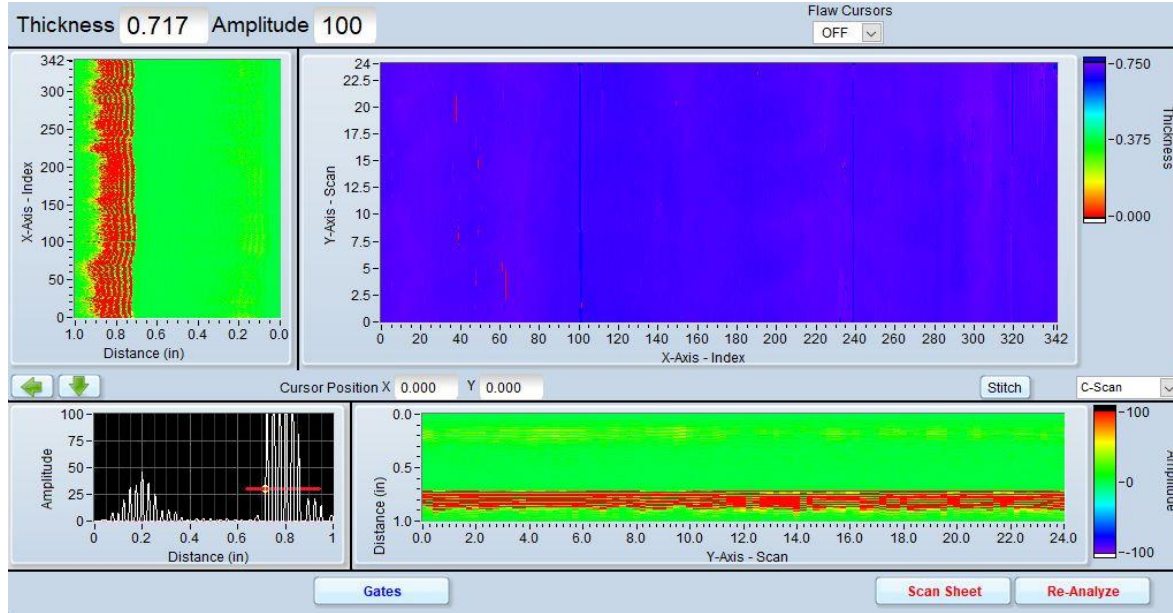 Flaw Cursors
Thickness 0.717 Amplitude 100 OFF
342
300
250
200
150
100
50
0
X-Axis - Index
1.0 0.8 0.6 0.4 0.2 0.0
Distance (in)
24
20
17.5
15
12.5
10
7.5
5
2.5
0
Y-Axis - Scan
0 20 40 60 80 100 120 140 160 180 200 220 240 260 280 300 320 342
X-Axis - Index
0.750
0.375
0.000
Thickness
Cursor Position X 0.000 Y 0.000 Stitch C-Scan
100
75
50
25
0
Amplitude
0 0.2 0.4 0.6 0.8 1
Distance (in)
0.0
0.5
1.0
Distance (in)
0.0 2.0 4.0 6.0 8.0 10.0 12.0 14.0 16.0 18.0 20.0 22.0 24.0
Y-Axis - Scan
100
0
-100
Amplitude
Gates Scan Sheet Re-Analyze